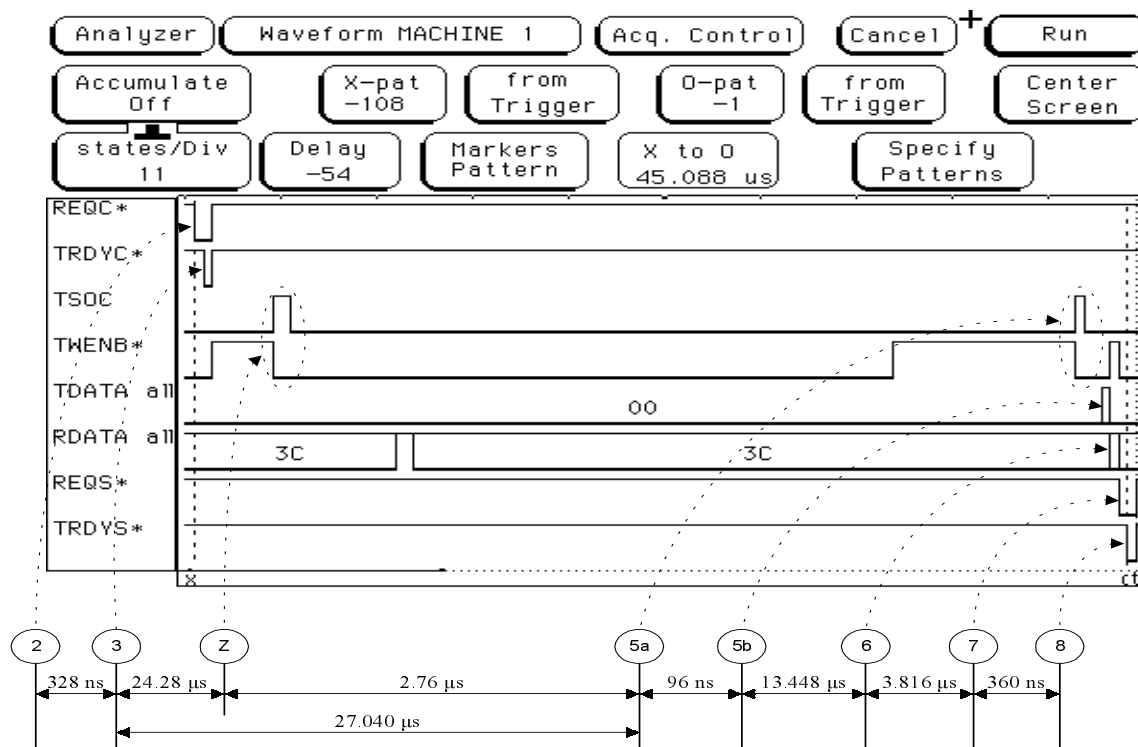 Analyzer Waveform MACHINE 1 Acq. Control Cancel Run
Accumulate Off X-pat -108 from Trigger O-pat -1 from Trigger Center Screen
states/Div 11 Delay -54 Markers Pattern X to O 45.088 us Specify Patterns
REQC*
TRDYC*
TSOC
TWENB*
TDATA all 00
RDATA all 3C 3C
REQS*
TRDYS*
X ct
2 3 Z 5a 5b 6 7 8
328 ns 24.28 μs 2.76 μs 96 ns 13.448 μs 3.816 μs 360 ns
27.040 μs